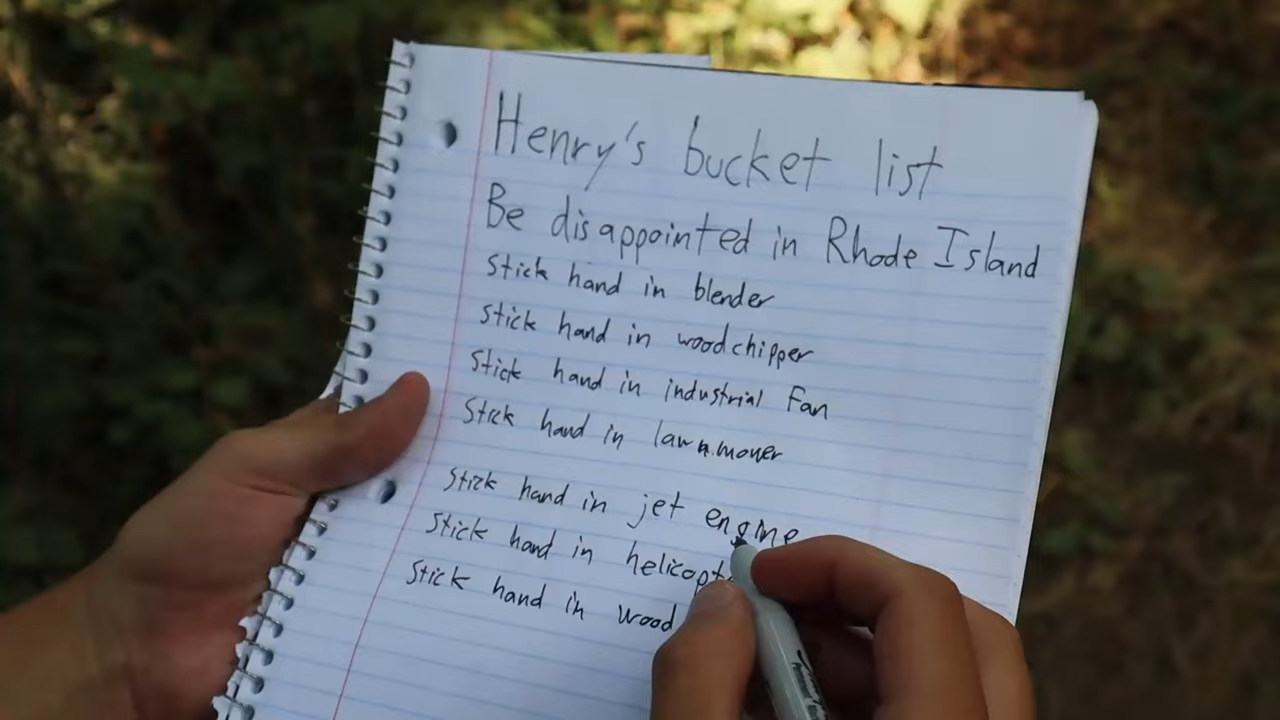 Henry's bucket list
Be disappointed in Rhode Island
Stick hand in blender
Stick hand in woodchipper
Stick hand in industrial fan
Stick hand in lawnmower
Stick hand in jet engine
Stick hand in helicopt
Stick hand in wood